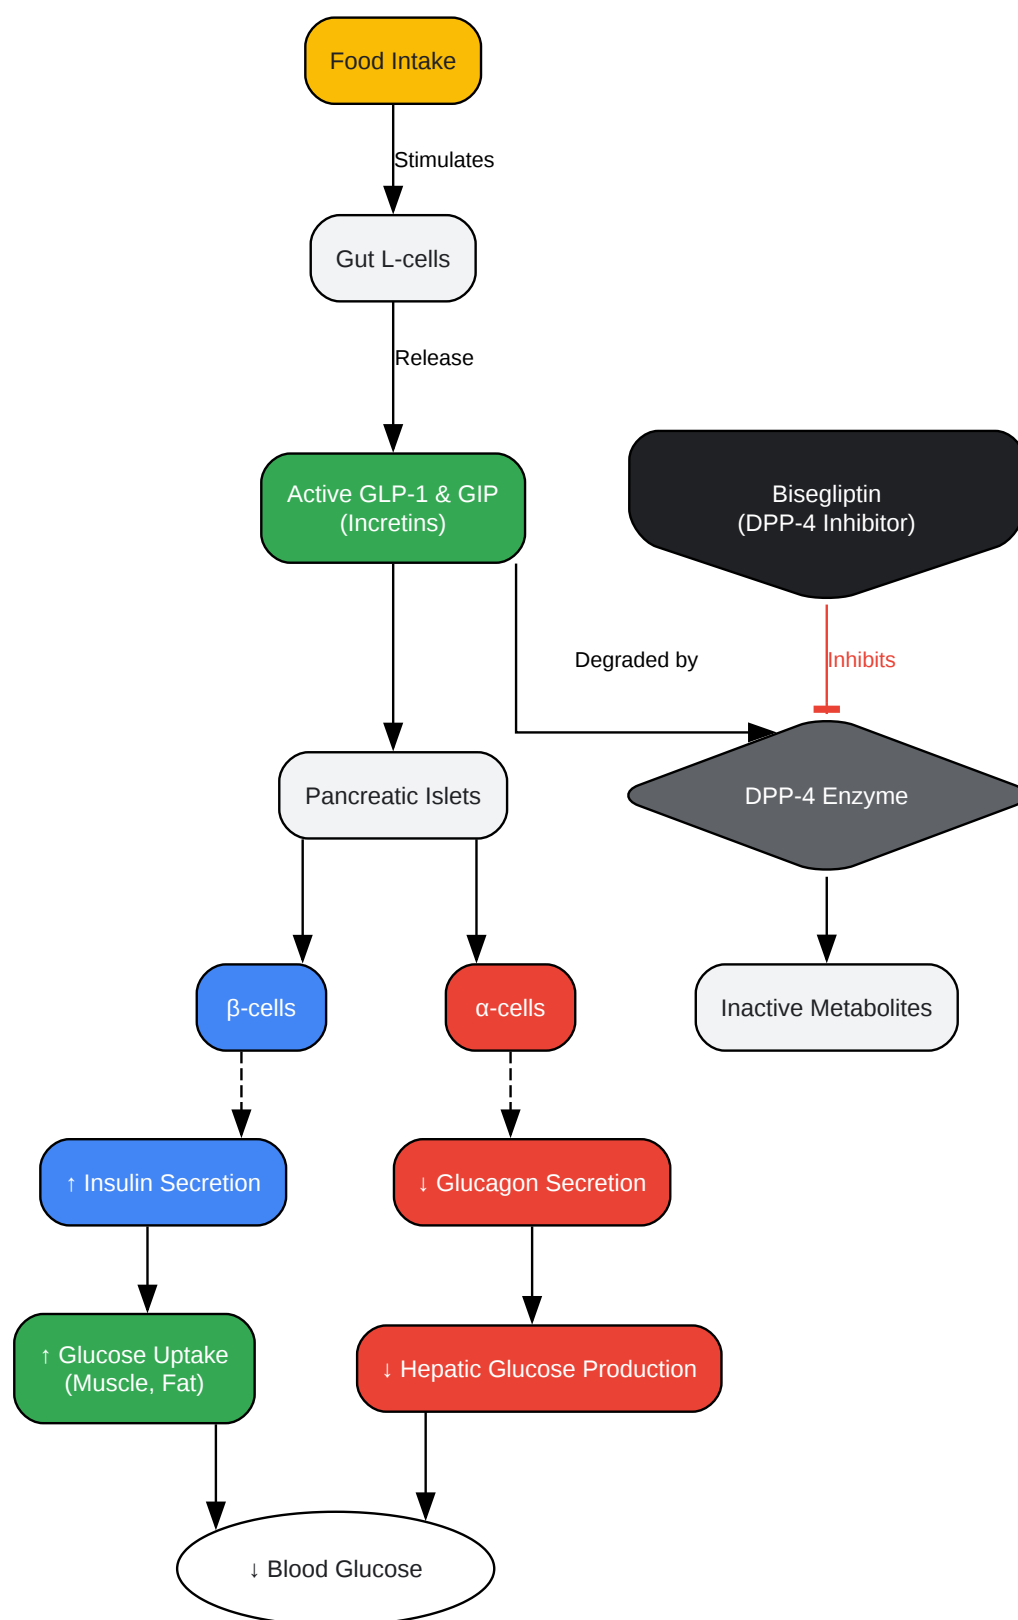 Food Intake
Stimulates
Gut L-cells
Release
Active GLP-1 & GIP
(Incretins)
Bisegliptin
(DPP-4 Inhibitor)
Degraded by
Inhibits
Pancreatic Islets
DPP-4 Enzyme
β-cells
α-cells
Inactive Metabolites
↑ Insulin Secretion
↓ Glucagon Secretion
↑ Glucose Uptake
(Muscle, Fat)
↓ Hepatic Glucose Production
↓ Blood Glucose